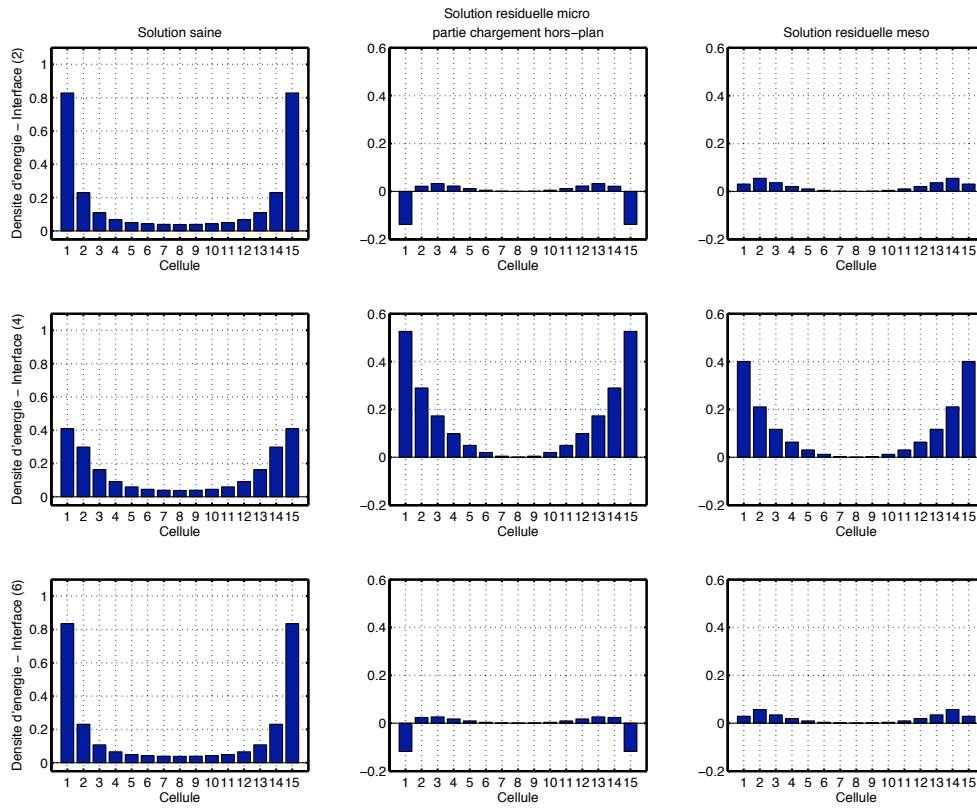 Solution saine
Solution residuelle micro
partie chargement hors−plan
Solution residuelle meso
Densite d'energie − Interface (2)
1
0.8
0.6
0.4
0.2
0
1 2 3 4 5 6 7 8 9 10 11 12 13 14 15
Cellule
0.6
0.4
0.2
0
−0.2
1 2 3 4 5 6 7 8 9 10 11 12 13 14 15
Cellule
0.6
0.4
0.2
0
−0.2
1 2 3 4 5 6 7 8 9 10 11 12 13 14 15
Cellule
Densite d'energie − Interface (4)
1
0.8
0.6
0.4
0.2
0
1 2 3 4 5 6 7 8 9 10 11 12 13 14 15
Cellule
0.6
0.4
0.2
0
−0.2
1 2 3 4 5 6 7 8 9 10 11 12 13 14 15
Cellule
0.6
0.4
0.2
0
−0.2
1 2 3 4 5 6 7 8 9 10 11 12 13 14 15
Cellule
Densite d'energie − Interface (6)
1
0.8
0.6
0.4
0.2
0
1 2 3 4 5 6 7 8 9 10 11 12 13 14 15
Cellule
0.6
0.4
0.2
0
−0.2
1 2 3 4 5 6 7 8 9 10 11 12 13 14 15
Cellule
0.6
0.4
0.2
0
−0.2
1 2 3 4 5 6 7 8 9 10 11 12 13 14 15
Cellule